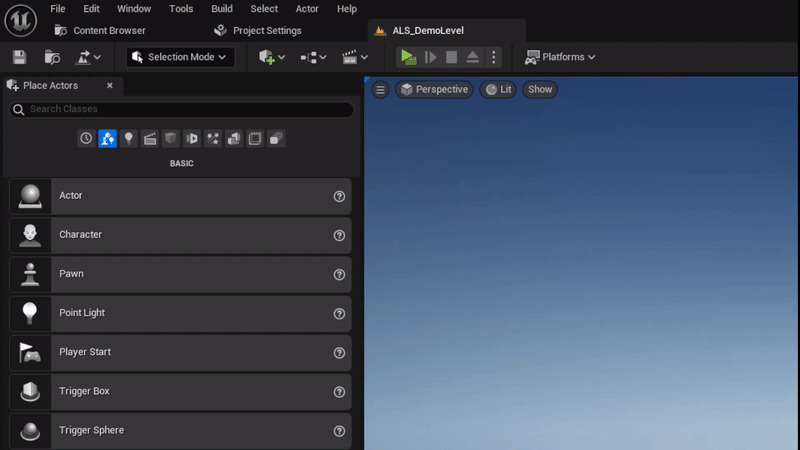 File Edit Window Tools Build Select Actor Help
Content Browser Project Settings ALS_DemoLevel
Selection Mode Platforms
Place Actors
Search Classes
Perspective Lit Show
BASIC
Actor
Character
Pawn
Point Light
Player Start
Trigger Box
Trigger Sphere